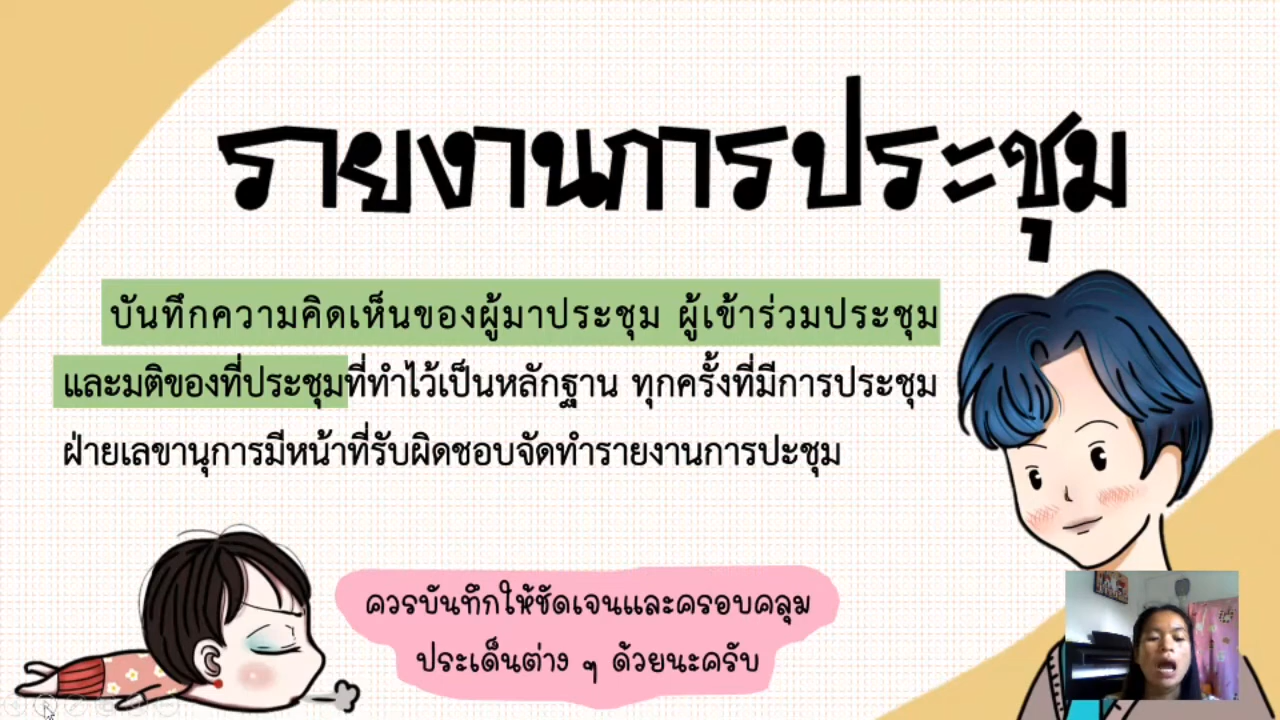 รายงานการประชุม
บันทึกความคิดเห็นของผู้มาประชุม ผู้เข้าร่วมประชุม
และมติของที่ประชุมที่ทำไว้เป็นหลักฐาน ทุกครั้งที่มีการประชุม
ฝ่ายเลขานุการมีหน้าที่รับผิดชอบจัดทำรายงานการปะชุม
ควรบันทึกให้ชัดเจนและครอบคลุม
ประเด็นต่าง ๆ ด้วยนะครับ